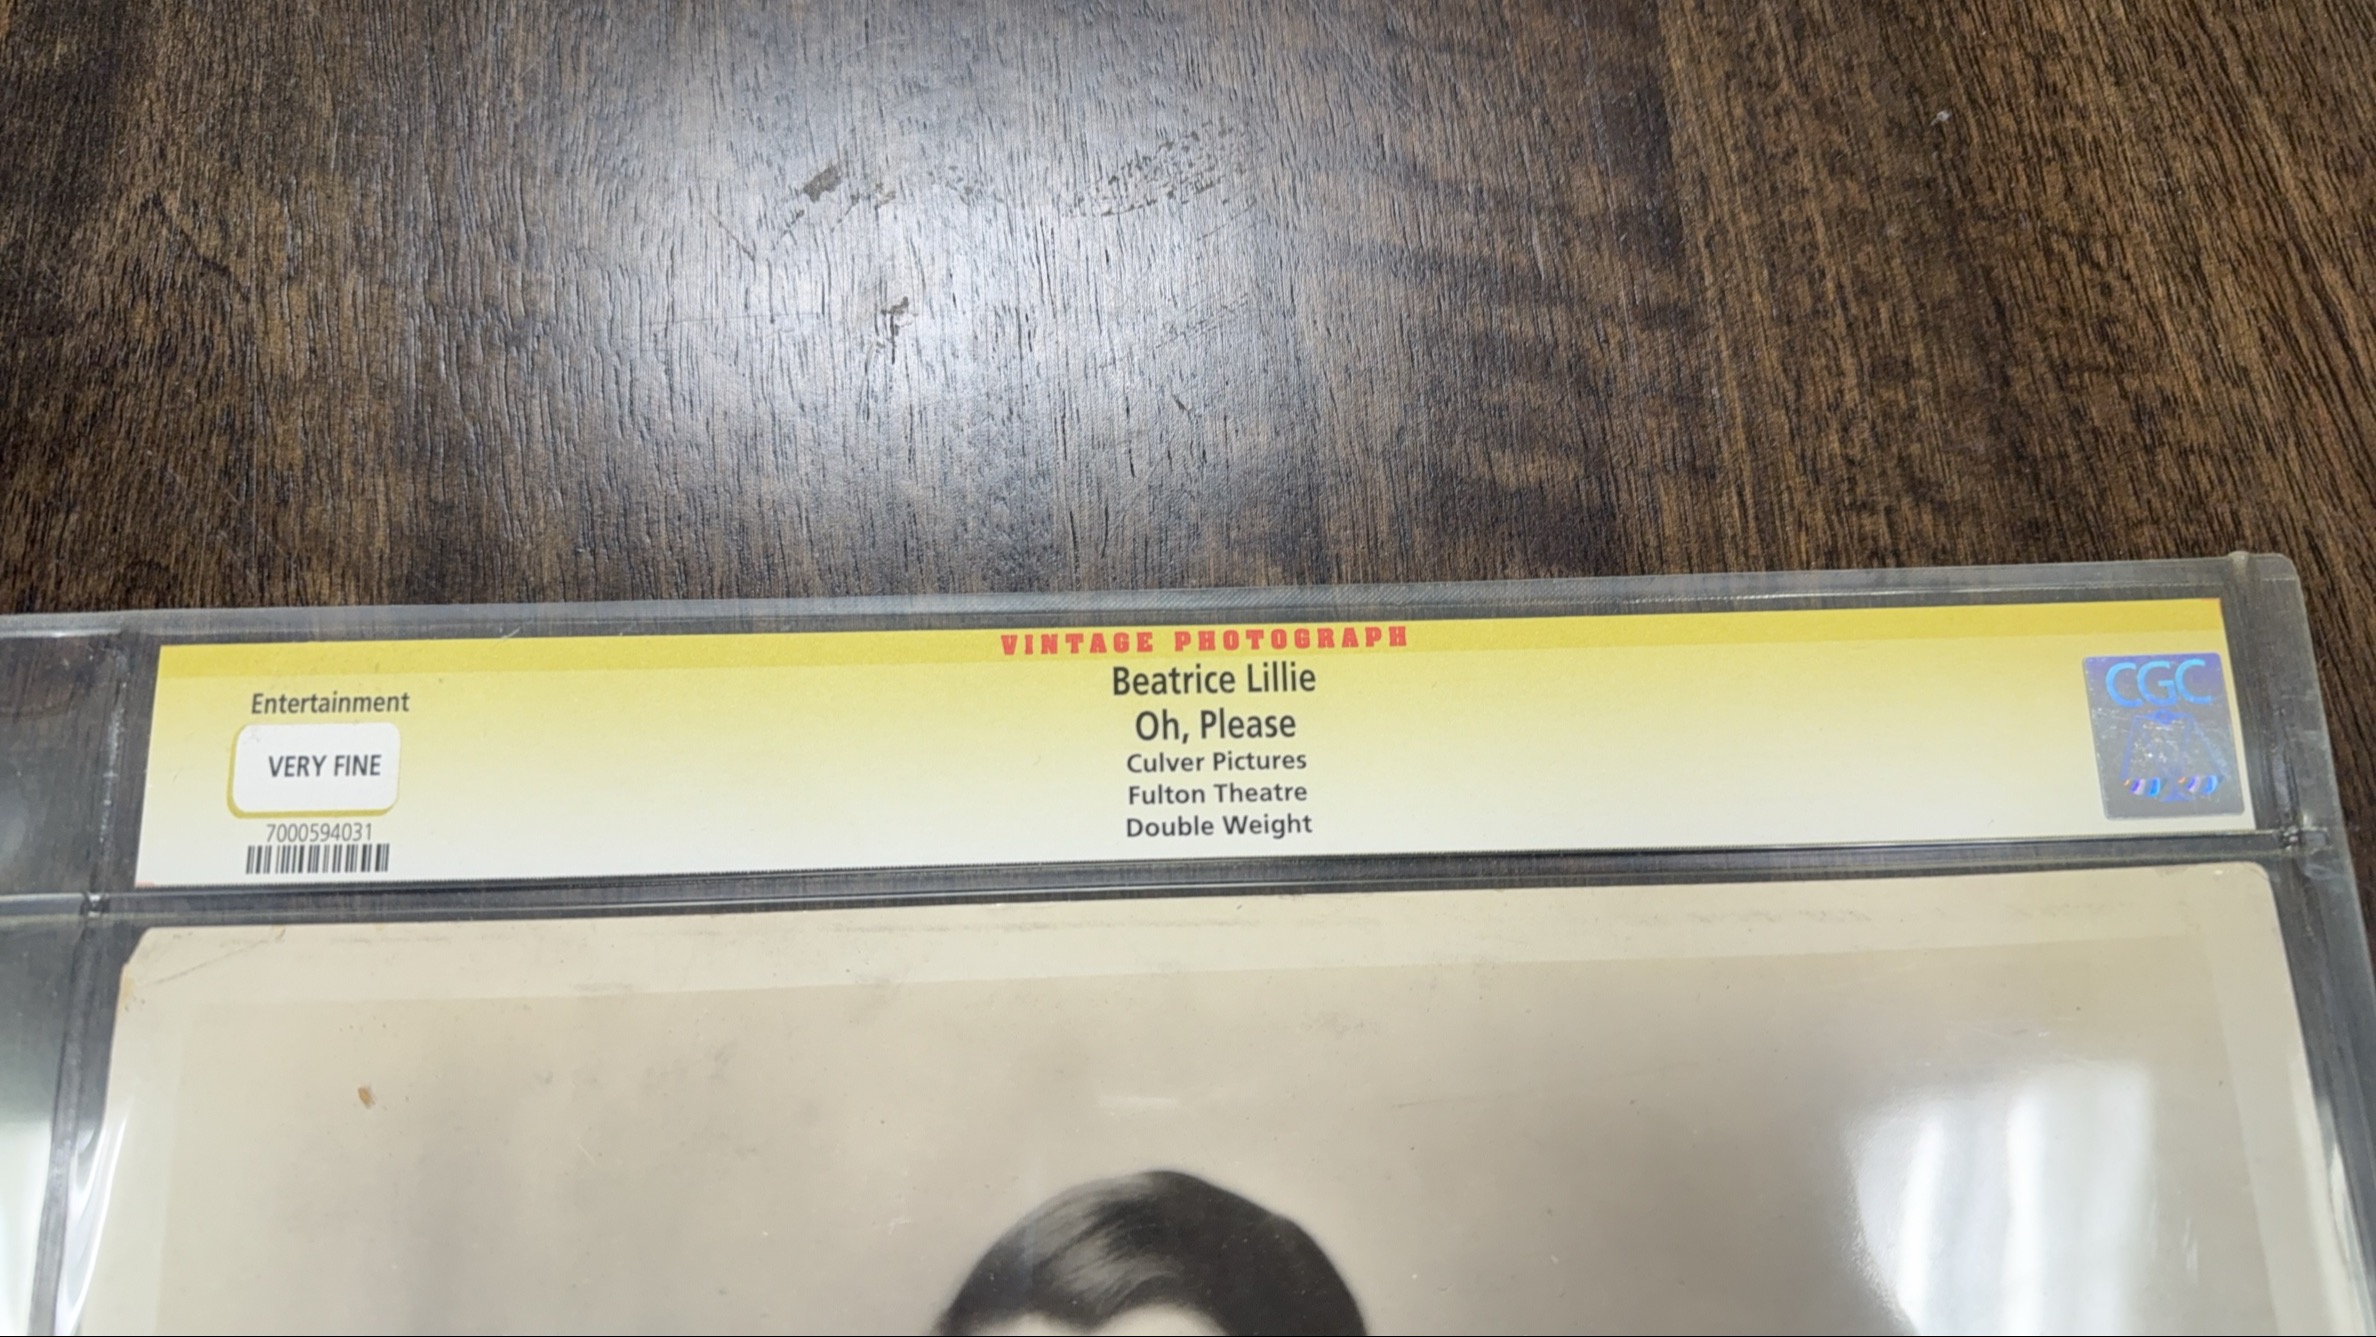 VINTAGE PHOTOGRAPH
Beatrice Lillie
Oh, Please
Culver Pictures
Fulton Theatre
Double Weight
Entertainment
VERY FINE
7000594031
CGC